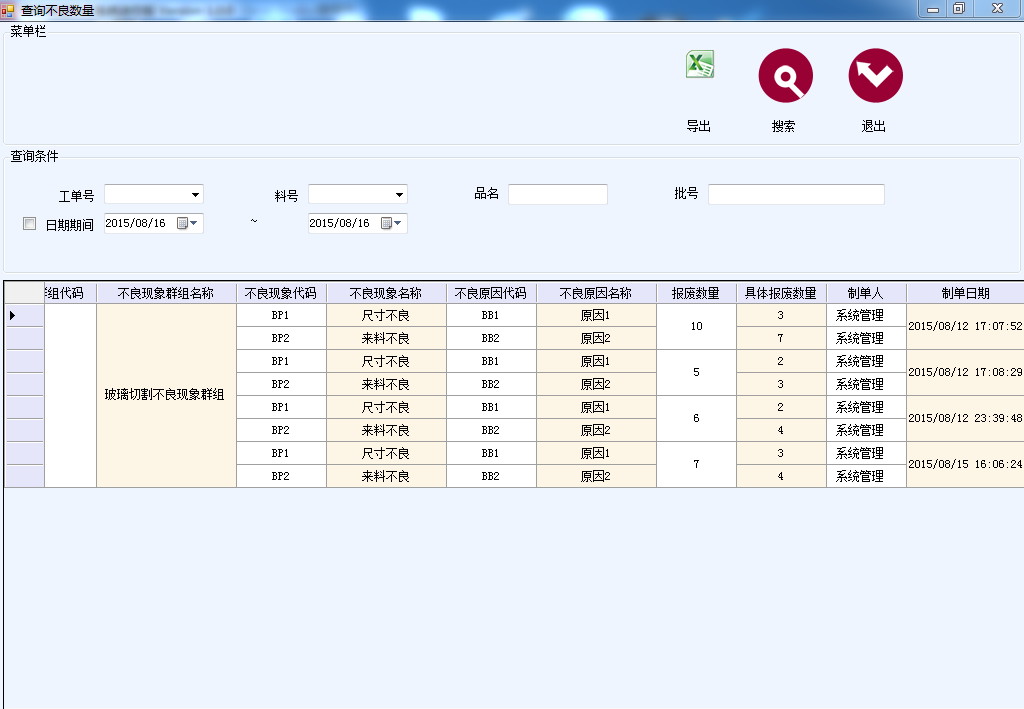 查询不良数量
菜单栏
导出 搜索 退出
查询条件
工单号 料号 品名 批号
日期期间 2015/08/16 ~ 2015/08/16
组代码 不良现象群组名称 不良现象代码 不良现象名称 不良原因代码 不良原因名称 报废数量 具体报废数量 制单人 制单日期
BP1 尺寸不良 BB1 原因1 3 系统管理
10 2015/08/12 17:07:52
BP2 来料不良 BB2 原因2 7 系统管理
BP1 尺寸不良 BB1 原因1 2 系统管理
5 2015/08/12 17:08:29
BP2 来料不良 BB2 原因2 3 系统管理
玻璃切割不良现象群组
BP1 尺寸不良 BB1 原因1 2 系统管理
6 2015/08/12 23:39:48
BP2 来料不良 BB2 原因2 4 系统管理
BP1 尺寸不良 BB1 原因1 3 系统管理
7 2015/08/15 16:06:24
BP2 来料不良 BB2 原因2 4 系统管理